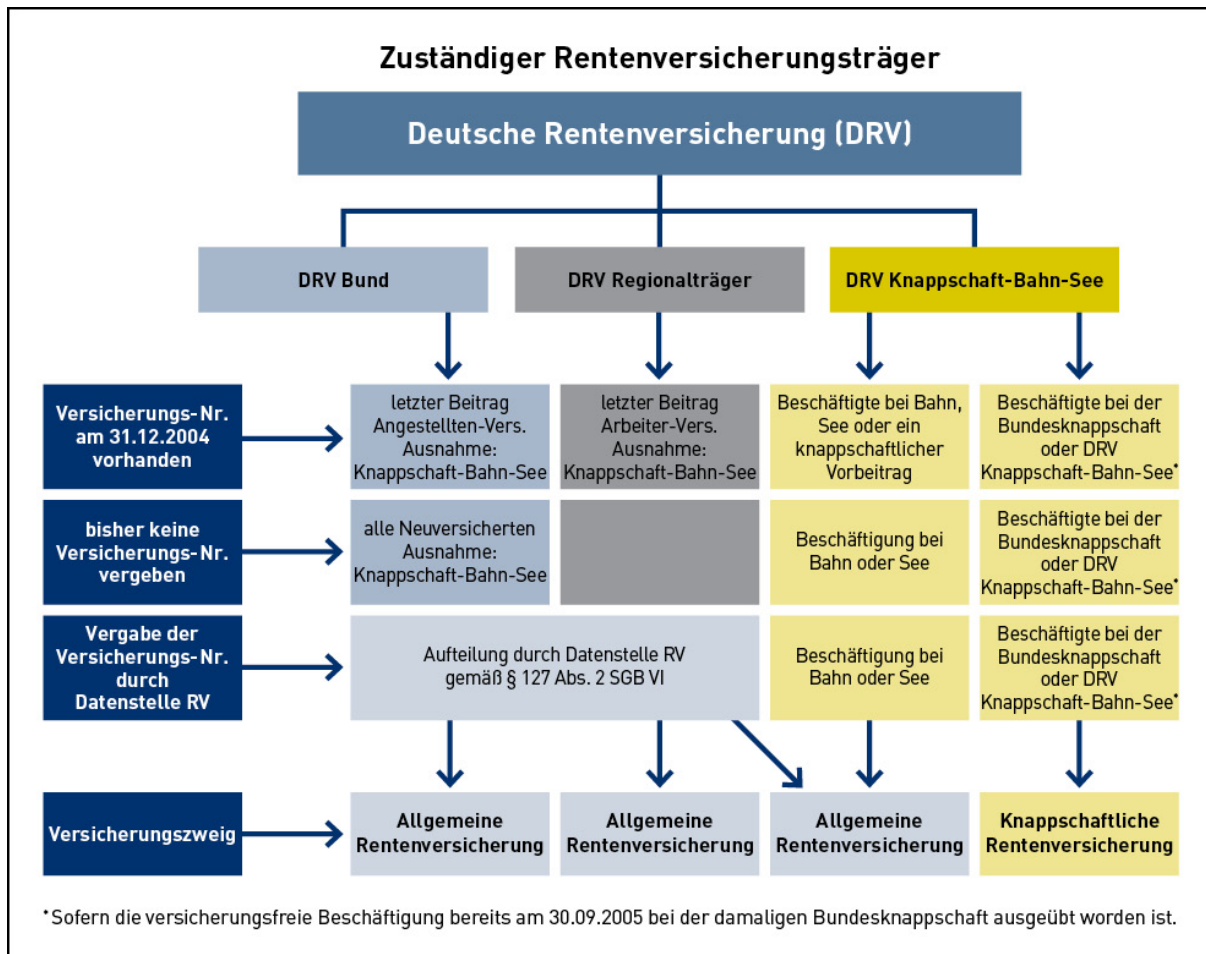 Zuständiger Rentenversicherungsträger
Deutsche Rentenversicherung (DRV)
DRV Bund
DRV Regionalträger
DRV Knappschaft-Bahn-See
Versicherungs-Nr.
am 31.12.2004
vorhanden
letzter Beitrag
Angestellten-Vers.
Ausnahme:
Knappschaft-Bahn-See
letzter Beitrag
Arbeiter-Vers.
Ausnahme:
Knappschaft-Bahn-See
Beschäftigte bei Bahn,
See oder ein
knappschaftlicher
Vorbeitrag
Beschäftigte bei der
Bundesknappschaft
oder DRV
Knappschaft-Bahn-See*
bisher keine
Versicherungs-Nr.
vergeben
alle Neuversicherten
Ausnahme:
Knappschaft-Bahn-See
Beschäftigung bei
Bahn oder See
Beschäftigte bei der
Bundesknappschaft
oder DRV
Knappschaft-Bahn-See*
Vergabe der
Versicherungs-Nr.
durch
Datenstelle RV
Aufteilung durch Datenstelle RV
gemäß § 127 Abs. 2 SGB VI
Beschäftigung bei
Bahn oder See
Beschäftigte bei der
Bundesknappschaft
oder DRV
Knappschaft-Bahn-See*
Versicherungszweig
Allgemeine
Rentenversicherung
Allgemeine
Rentenversicherung
Allgemeine
Rentenversicherung
Knappschaftliche
Rentenversicherung
*Sofern die versicherungsfreie Beschäftigung bereits am 30.09.2005 bei der damaligen Bundesknappschaft ausgeübt worden ist.